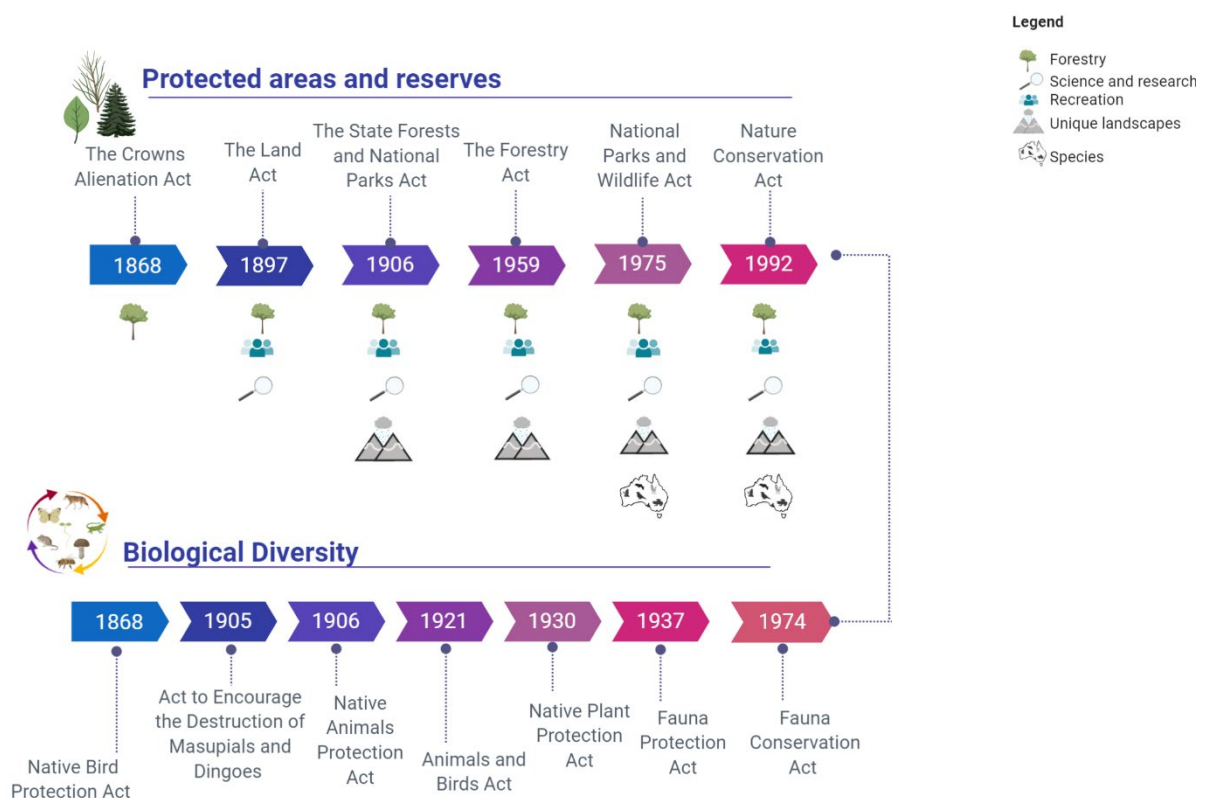 Legend
Forestry
Science and research
Recreation
Unique landscapes
Species
Protected areas and reserves
The Crowns
Alienation Act
The Land
Act
The State Forests
and National
Parks Act
The Forestry
Act
National
Parks and
Wildlife Act
Nature
Conservation
Act
1868
1897
1906
1959
1975
1992
Biological Diversity
1868
1905
1906
1921
1930
1937
1974
Native Bird
Protection Act
Act to Encourage
the Destruction of
Masupials and
Dingoes
Native
Animals
Protection
Act
Animals and
Birds Act
Native Plant
Protection
Act
Fauna
Protection
Act
Fauna
Conservation
Act